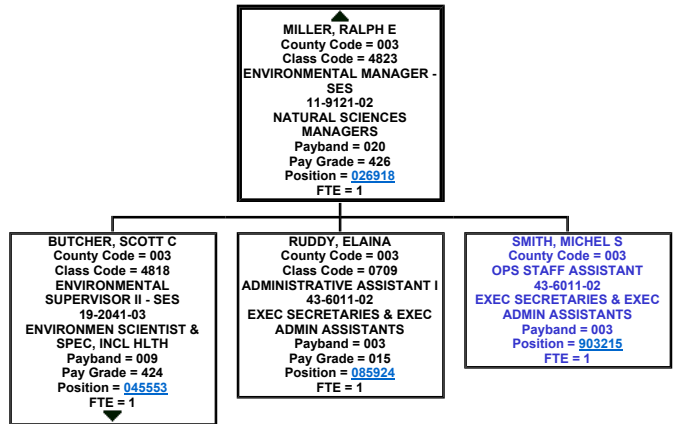 MILLER, RALPH E
County Code = 003
Class Code = 4823
ENVIRONMENTAL MANAGER -
SES
11-9121-02
NATURAL SCIENCES
MANAGERS
Payband = 020
Pay Grade = 426
Position = 026918
FTE = 1
BUTCHER, SCOTT C
County Code = 003
Class Code = 4818
ENVIRONMENTAL
SUPERVISOR II - SES
19-2041-03
ENVIRONMEN SCIENTIST &
SPEC, INCL HLTH
Payband = 009
Pay Grade = 424
Position = 045553
FTE = 1
RUDDY, ELAINA
County Code = 003
Class Code = 0709
ADMINISTRATIVE ASSISTANT I
43-6011-02
EXEC SECRETARIES & EXEC
ADMIN ASSISTANTS
Payband = 003
Pay Grade = 015
Position = 085924
FTE = 1
SMITH, MICHEL S
County Code = 003
OPS STAFF ASSISTANT
43-6011-02
EXEC SECRETARIES & EXEC
ADMIN ASSISTANTS
Payband = 003
Position = 903215
FTE = 1